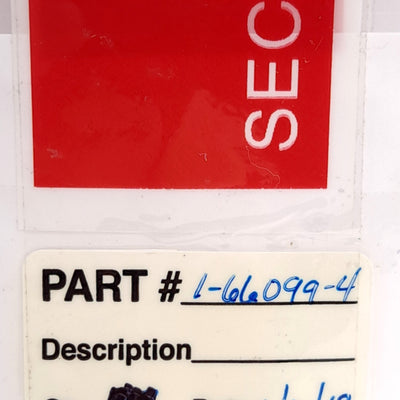 SEC
PART # 1-66099-4
Description